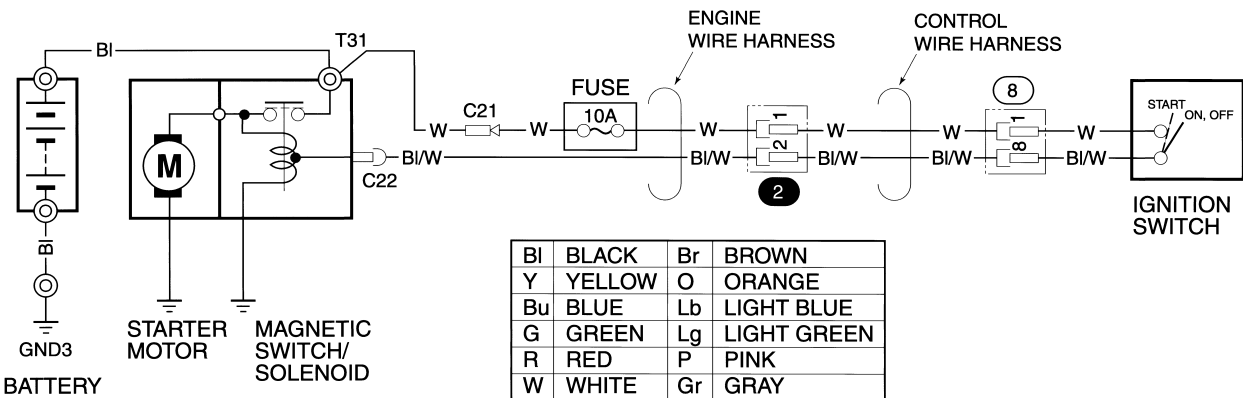 ENGINE
WIRE HARNESS
CONTROL
WIRE HARNESS
T31
Bl
FUSE
10A
C21
8
START
ON, OFF
W
W
W
1
W
W
1
W
M
C22
Bl/W
Bl/W
2
Bl/W
Bl/W
8
Bl/W
2
IGNITION
SWITCH
Bl
GND3
BATTERY
STARTER
MOTOR
MAGNETIC
SWITCH/
SOLENOID
Bl BLACK Br BROWN
Y YELLOW O ORANGE
Bu BLUE Lb LIGHT BLUE
G GREEN Lg LIGHT GREEN
R RED P PINK
W WHITE Gr GRAY